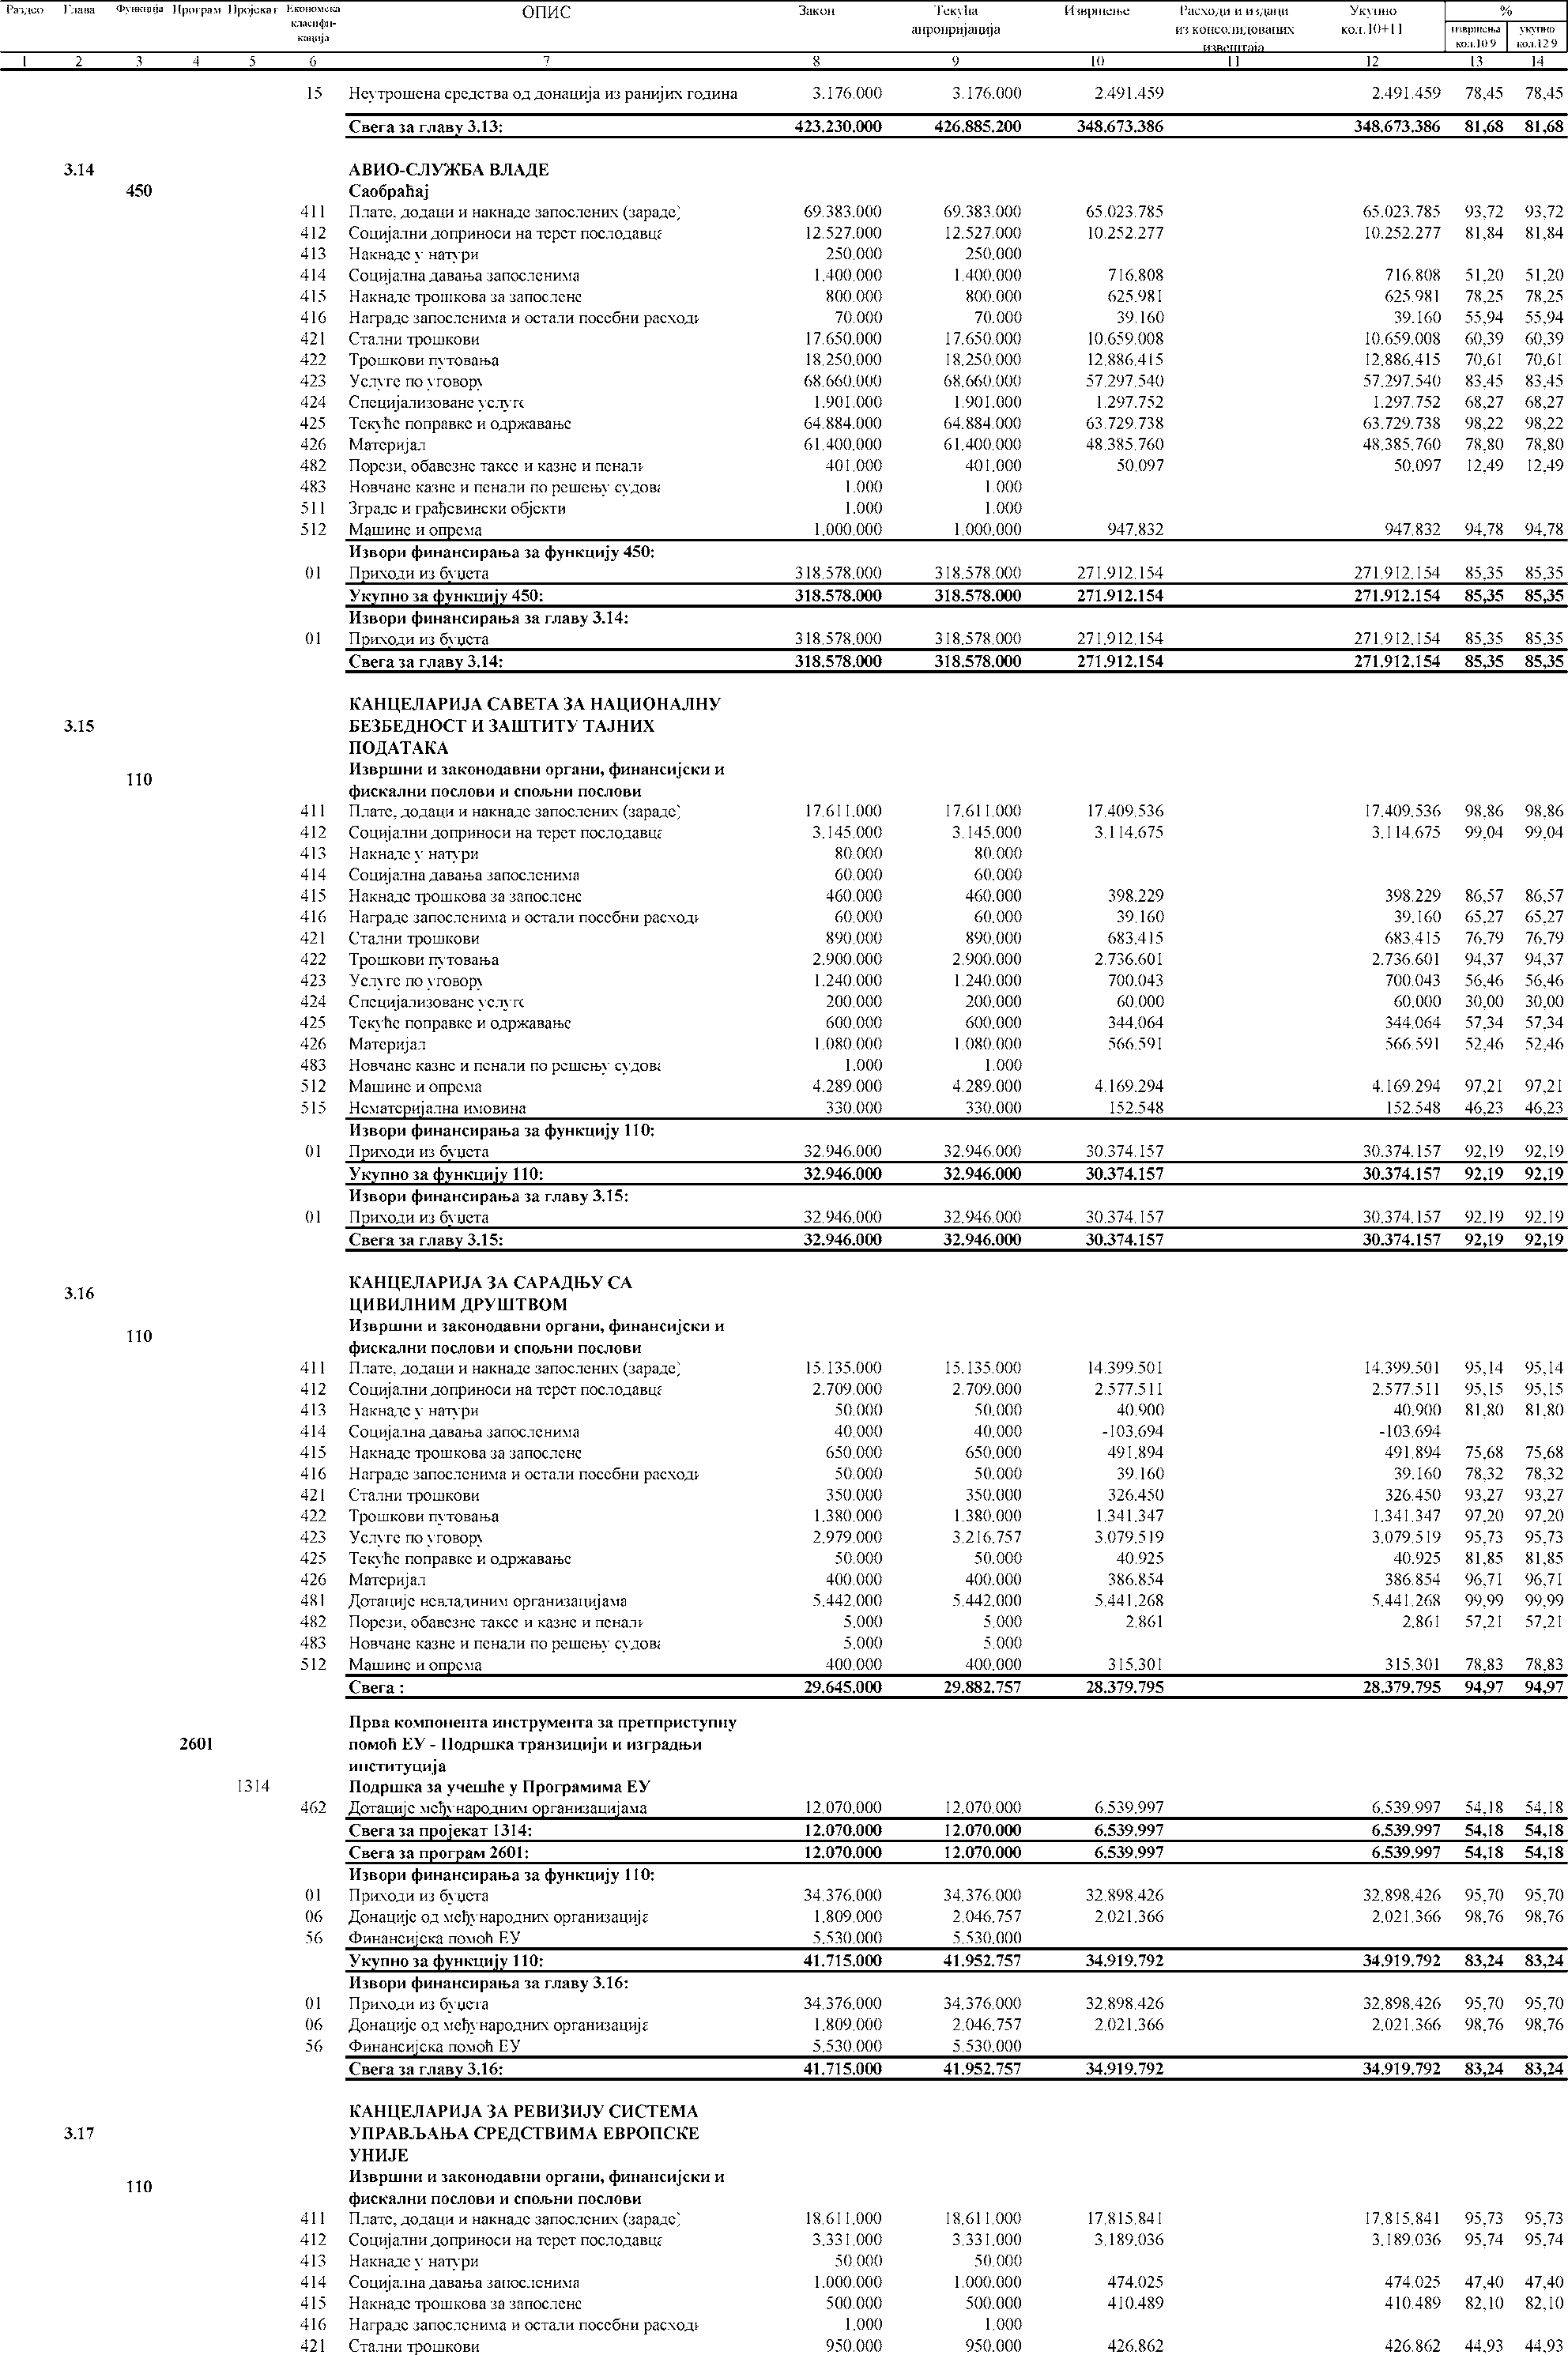 Раздео Глава Функција Програм Пројекат Економска класифи- кација ОПИС Закон Текућа апропријација Извршење Расходи и издаци из консолидованих извештаја Укупно кол.10+11 % извршења кол.10/9 укупно кол.12/9
1 2 3 4 5 6 7 8 9 10 11 12 13 14
15 Неутрошена средства од донација из ранијих година 3.176.000 3.176.000 2.491.459 2.491.459 78,45 78,45
Свега за главу 3.13: 423.230.000 426.885.200 348.673.386 348.673.386 81,68 81,68
3.14 АВИО-СЛУЖБА ВЛАДЕ
450 Саобраћај
411 Плате, додаци и накнаде запослених (зараде) 69.383.000 69.383.000 65.023.785 65.023.785 93,72 93,72
412 Социјални доприноси на терет послодавца 12.527.000 12.527.000 10.252.277 10.252.277 81,84 81,84
413 Накнаде у натури 250.000 250.000
414 Социјална давања запосленима 1.400.000 1.400.000 716.808 716.808 51,20 51,20
415 Накнаде трошкова за запослене 800.000 800.000 625.981 625.981 78,25 78,25
416 Награде запосленима и остали посебни расходи 70.000 70.000 39.160 39.160 55,94 55,94
421 Стални трошкови 17.650.000 17.650.000 10.659.008 10.659.008 60,39 60,39
422 Трошкови путовања 18.250.000 18.250.000 12.886.415 12.886.415 70,61 70,61
423 Услуге по уговору 68.660.000 68.660.000 57.297.540 57.297.540 83,45 83,45
424 Специјализоване услуге 1.901.000 1.901.000 1.297.752 1.297.752 68,27 68,27
425 Текуће поправке и одржавање 64.884.000 64.884.000 63.729.738 63.729.738 98,22 98,22
426 Материјал 61.400.000 61.400.000 48.385.760 48.385.760 78,80 78,80
482 Порези, обавезне таксе и казне и пенали 401.000 401.000 50.097 50.097 12,49 12,49
483 Новчане казне и пенали по решењу судова 1.000 1.000
511 Зграде и грађевински објекти 1.000 1.000
512 Машине и опрема 1.000.000 1.000.000 947.832 947.832 94,78 94,78
Извори финансирања за функцију 450:
01 Приходи из буџета 318.578.000 318.578.000 271.912.154 271.912.154 85,35 85,35
Укупно за функцију 450: 318.578.000 318.578.000 271.912.154 271.912.154 85,35 85,35
Извори финансирања за главу 3.14:
01 Приходи из буџета 318.578.000 318.578.000 271.912.154 271.912.154 85,35 85,35
Свега за главу 3.14: 318.578.000 318.578.000 271.912.154 271.912.154 85,35 85,35
КАНЦЕЛАРИЈА САВЕТА ЗА НАЦИОНАЛНУ
3.15 БЕЗБЕДНОСТ И ЗАШТИТУ ТАЈНИХ
ПОДАТАКА
110 Извршни и законодавни органи, финансијски и
фискални послови и спољни послови
411 Плате, додаци и накнаде запослених (зараде) 17.611.000 17.611.000 17.409.536 17.409.536 98,86 98,86
412 Социјални доприноси на терет послодавца 3.145.000 3.145.000 3.114.675 3.114.675 99,04 99,04
413 Накнаде у натури 80.000 80.000
414 Социјална давања запосленима 60.000 60.000
415 Накнаде трошкова за запослене 460.000 460.000 398.229 398.229 86,57 86,57
416 Награде запосленима и остали посебни расходи 60.000 60.000 39.160 39.160 65,27 65,27
421 Стални трошкови 890.000 890.000 683.415 683.415 76,79 76,79
422 Трошкови путовања 2.900.000 2.900.000 2.736.601 2.736.601 94,37 94,37
423 Услуге по уговору 1.240.000 1.240.000 700.043 700.043 56,46 56,46
424 Специјализоване услуге 200.000 200.000 60.000 60.000 30,00 30,00
425 Текуће поправке и одржавање 600.000 600.000 344.064 344.064 57,34 57,34
426 Материјал 1.080.000 1.080.000 566.591 566.591 52,46 52,46
483 Новчане казне и пенали по решењу судова 1.000 1.000
512 Машине и опрема 4.289.000 4.289.000 4.169.294 4.169.294 97,21 97,21
515 Нематеријална имовина 330.000 330.000 152.548 152.548 46,23 46,23
Извори финансирања за функцију 110:
01 Приходи из буџета 32.946.000 32.946.000 30.374.157 30.374.157 92,19 92,19
Укупно за функцију 110: 32.946.000 32.946.000 30.374.157 30.374.157 92,19 92,19
Извори финансирања за главу 3.15:
01 Приходи из буџета 32.946.000 32.946.000 30.374.157 30.374.157 92,19 92,19
Свега за главу 3.15: 32.946.000 32.946.000 30.374.157 30.374.157 92,19 92,19
3.16 КАНЦЕЛАРИЈА ЗА САРАДЊУ СА
ЦИВИЛНИМ ДРУШТВОМ
110 Извршни и законодавни органи, финансијски и
фискални послови и спољни послови
411 Плате, додаци и накнаде запослених (зараде) 15.135.000 15.135.000 14.399.501 14.399.501 95,14 95,14
412 Социјални доприноси на терет послодавца 2.709.000 2.709.000 2.577.511 2.577.511 95,15 95,15
413 Накнаде у натури 50.000 50.000 40.900 40.900 81,80 81,80
414 Социјална давања запосленима 40.000 40.000 -103.694 -103.694
415 Накнаде трошкова за запослене 650.000 650.000 491.894 491.894 75,68 75,68
416 Награде запосленима и остали посебни расходи 50.000 50.000 39.160 39.160 78,32 78,32
421 Стални трошкови 350.000 350.000 326.450 326.450 93,27 93,27
422 Трошкови путовања 1.380.000 1.380.000 1.341.347 1.341.347 97,20 97,20
423 Услуге по уговору 2.979.000 3.216.757 3.079.519 3.079.519 95,73 95,73
425 Текуће поправке и одржавање 50.000 50.000 40.925 40.925 81,85 81,85
426 Материјал 400.000 400.000 386.854 386.854 96,71 96,71
481 Дотације невладиним организацијама 5.442.000 5.442.000 5.441.268 5.441.268 99,99 99,99
482 Порези, обавезне таксе и казне и пенали 5.000 5.000 2.861 2.861 57,21 57,21
483 Новчане казне и пенали по решењу судова 5.000 5.000
512 Машине и опрема 400.000 400.000 315.301 315.301 78,83 78,83
Свега : 29.645.000 29.882.757 28.379.795 28.379.795 94,97 94,97
Прва компонента инструмента за претприступну
2601 помоћ ЕУ - Подршка транзицији и изградњи
институција
1314 Подршка за учешће у Програмима ЕУ
462 Дотације међународним организацијама 12.070.000 12.070.000 6.539.997 6.539.997 54,18 54,18
Свега за пројекат 1314: 12.070.000 12.070.000 6.539.997 6.539.997 54,18 54,18
Свега за програм 2601: 12.070.000 12.070.000 6.539.997 6.539.997 54,18 54,18
Извори финансирања за функцију 110:
01 Приходи из буџета 34.376.000 34.376.000 32.898.426 32.898.426 95,70 95,70
06 Донације од међународних организација 1.809.000 2.046.757 2.021.366 2.021.366 98,76 98,76
56 Финансијска помоћ ЕУ 5.530.000 5.530.000
Укупно за функцију 110: 41.715.000 41.952.757 34.919.792 34.919.792 83,24 83,24
Извори финансирања за главу 3.16:
01 Приходи из буџета 34.376.000 34.376.000 32.898.426 32.898.426 95,70 95,70
06 Донације од међународних организација 1.809.000 2.046.757 2.021.366 2.021.366 98,76 98,76
56 Финансијска помоћ ЕУ 5.530.000 5.530.000
Свега за главу 3.16: 41.715.000 41.952.757 34.919.792 34.919.792 83,24 83,24
КАНЦЕЛАРИЈА ЗА РЕВИЗИЈУ СИСТЕМА
3.17 УПРАВЉАЊА СРЕДСТВИМА ЕВРОПСКЕ
УНИЈЕ
110 Извршни и законодавни органи, финансијски и
фискални послови и спољни послови
411 Плате, додаци и накнаде запослених (зараде) 18.611.000 18.611.000 17.815.841 17.815.841 95,73 95,73
412 Социјални доприноси на терет послодавца 3.331.000 3.331.000 3.189.036 3.189.036 95,74 95,74
413 Накнаде у натури 50.000 50.000
414 Социјална давања запосленима 1.000.000 1.000.000 474.025 474.025 47,40 47,40
415 Накнаде трошкова за запослене 500.000 500.000 410.489 410.489 82,10 82,10
416 Награде запосленима и остали посебни расходи 1.000 1.000
421 Стални трошкови 950.000 950.000 426.862 426.862 44,93 44,93